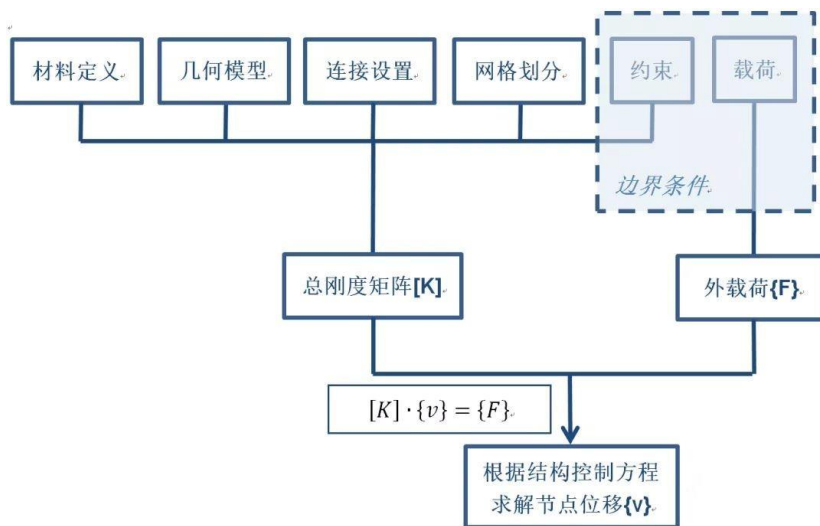 材料定义
几何模型
连接设置
网格划分
约束
载荷
边界条件
总刚度矩阵[K]
外载荷{F}
[K]·{v} = {F}
根据结构控制方程
求解节点位移{v}